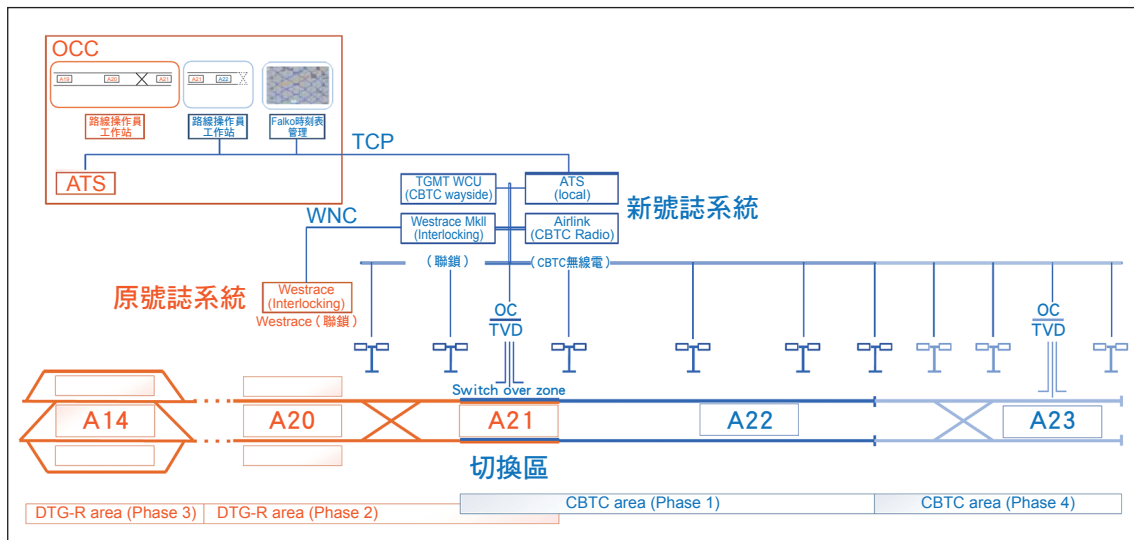 OCC
A19 A20 A21
A21 A22
路線操作員
工作站
路線操作員
工作站
Falko時刻表
管理
TCP
ATS
TGMT WCU
(CBTC wayside)
ATS
(local)
新號誌系統
WNC
Westrace MkII
(Interlocking)
Airlink
(CBTC Radio)
(聯鎖)
(CBTC無線電)
原號誌系統
Westrace
(Interlocking)
Westrace(聯鎖)
OC
TVD
OC
TVD
Switch over zone
A14
A20
A21
A22
A23
切換區
DTG-R area (Phase 3)
DTG-R area (Phase 2)
CBTC area (Phase 1)
CBTC area (Phase 4)